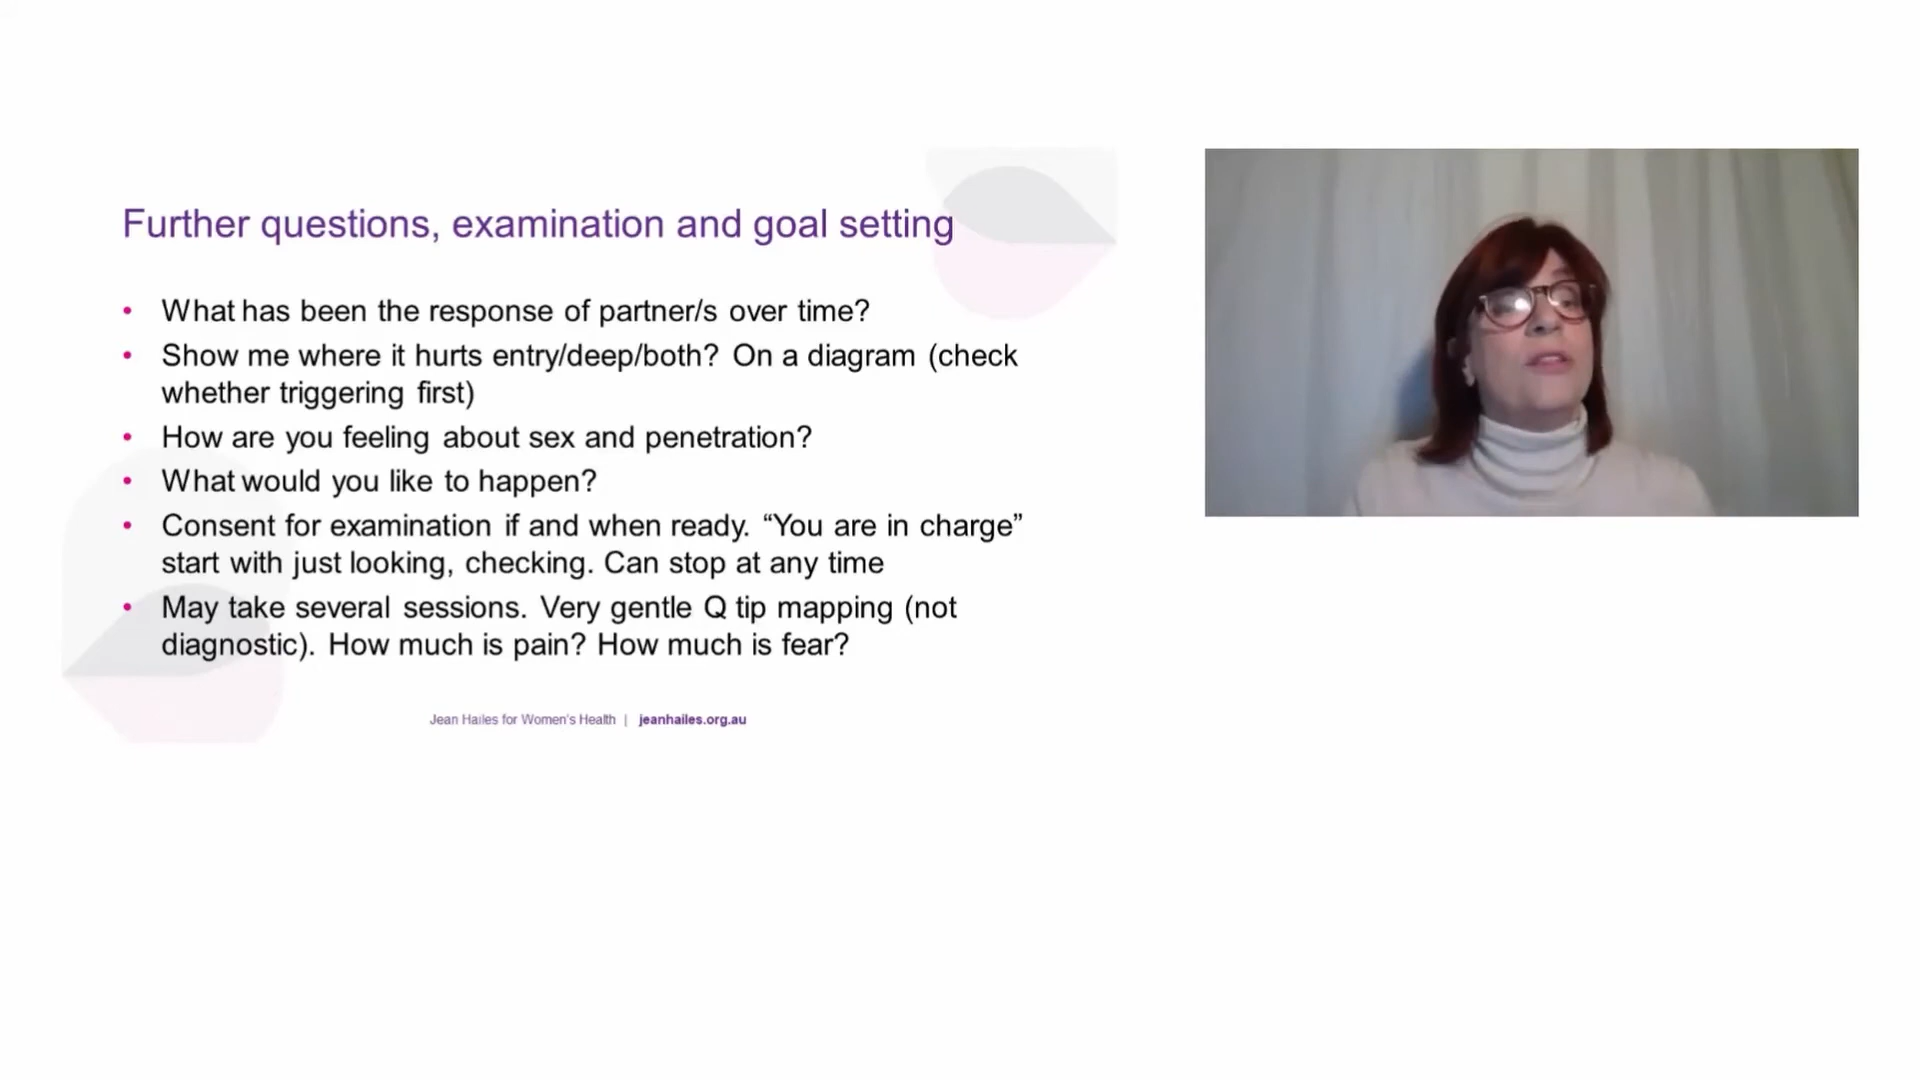 Further questions, examination and goal setting
• What has been the response of partner/s over time?
• Show me where it hurts entry/deep/both? On a diagram (check
whether triggering first)
• How are you feeling about sex and penetration?
• What would you like to happen?
• Consent for examination if and when ready. “You are in charge”
start with just looking, checking. Can stop at any time
• May take several sessions. Very gentle Q tip mapping (not
diagnostic). How much is pain? How much is fear?
Jean Hailes for Women’s Health | jeanhailes.org.au